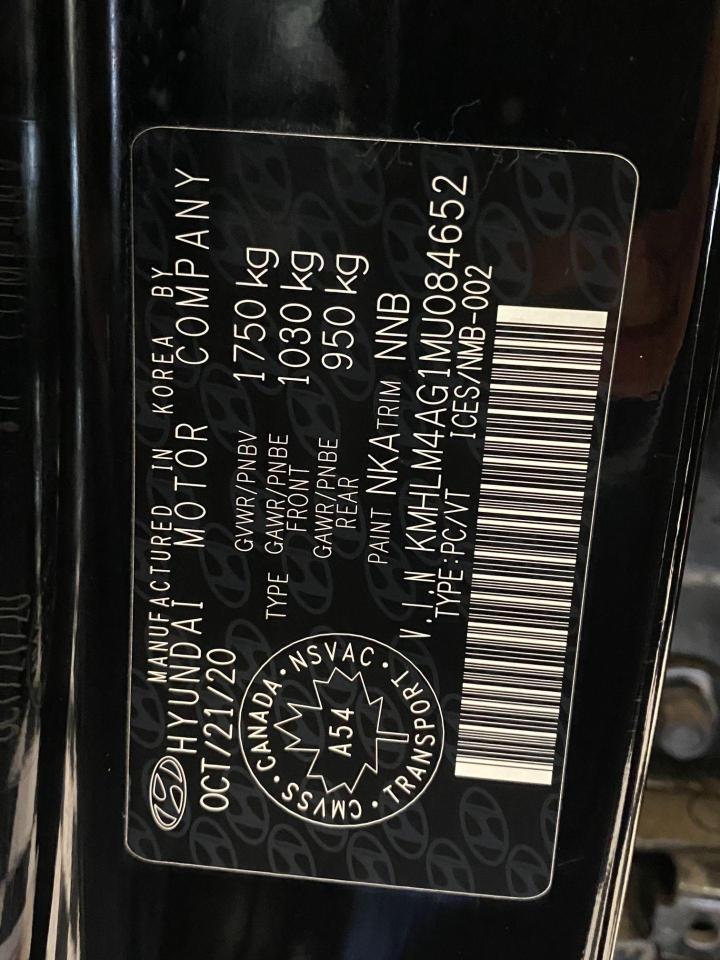 MANUFACTURED IN KOREA BY
HYUNDAI MOTOR COMPANY
OCT/21/20
GVWR/PNBV 1750 kg
TYPE GAWR/PNBE FRONT 1030 kg
GAWR/PNBE REAR 950 kg
PAINT NKA TRIM NNB
V.I.N KMHLM4AG1MU084652
TYPE:PC/VT ICES/NMB-002
CANADA · NSVAC · TRANSPORT · CMVSS ·
A54